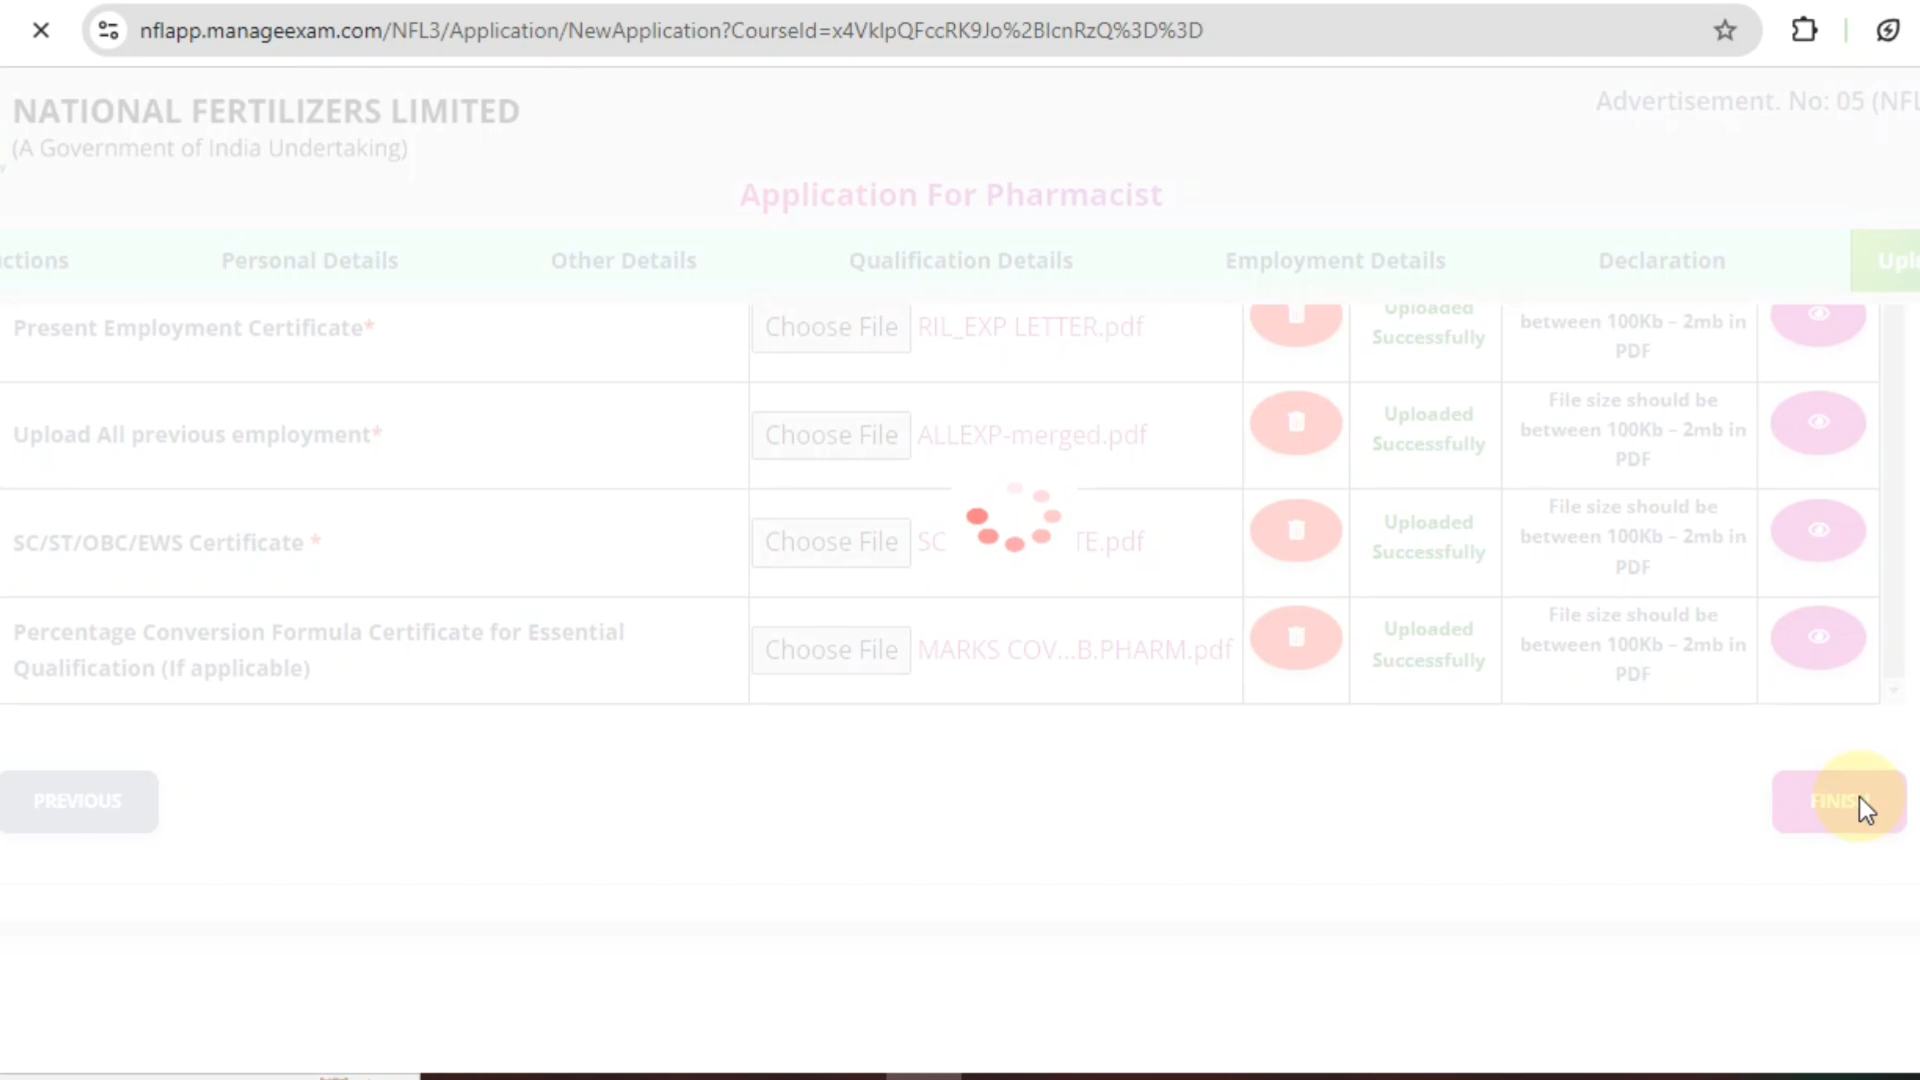 nflapp.manageexam.com/NFL3/Application/NewApplication?CourseId=x4VkIpQFccRK9Jo%2BIcnRzQ%3D%3D
NATIONAL FERTILIZERS LIMITED
Advertisement. No: 05 (NFL
(A Government of India Undertaking)
Application For Pharmacist
uctions Personal Details Other Details Qualification Details Employment Details Declaration Uplo
Present Employment Certificate* Choose File RIL_EXP LETTER.pdf
Uploaded
Successfully
between 100Kb – 2mb in
PDF
Upload All previous employment* Choose File ALLEXP-merged.pdf
Uploaded
Successfully
File size should be
between 100Kb – 2mb in
PDF
SC/ST/OBC/EWS Certificate * Choose File SC TE.pdf
Uploaded
Successfully
File size should be
between 100Kb – 2mb in
PDF
Percentage Conversion Formula Certificate for Essential
Qualification (If applicable)
Choose File MARKS COV...B.PHARM.pdf
Uploaded
Successfully
File size should be
between 100Kb – 2mb in
PDF
PREVIOUS
FINISH